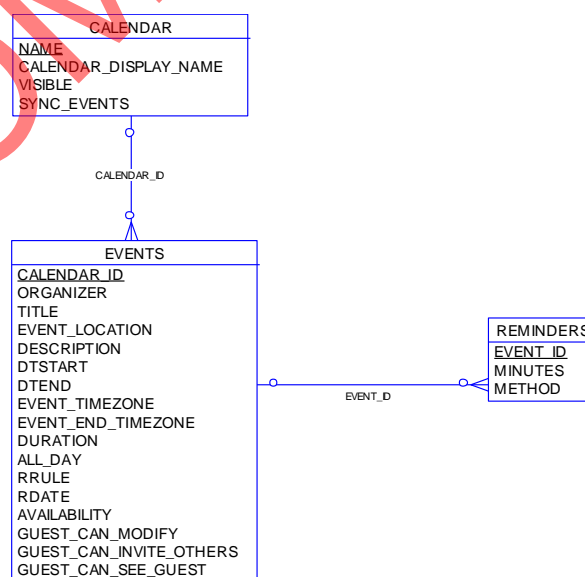 CALENDAR
NAME
CALENDAR_DISPLAY_NAME
VISIBLE
SYNC_EVENTS
CALENDAR_ID
EVENTS
CALENDAR_ID
ORGANIZER
TITLE
EVENT_LOCATION
DESCRIPTION
DTSTART
DTEND
EVENT_TIMEZONE
EVENT_END_TIMEZONE
DURATION
ALL_DAY
RRULE
RDATE
AVAILABILITY
GUEST_CAN_MODIFY
GUEST_CAN_INVITE_OTHERS
GUEST_CAN_SEE_GUEST
EVENT_ID
REMINDERS
EVENT_ID
MINUTES
METHOD